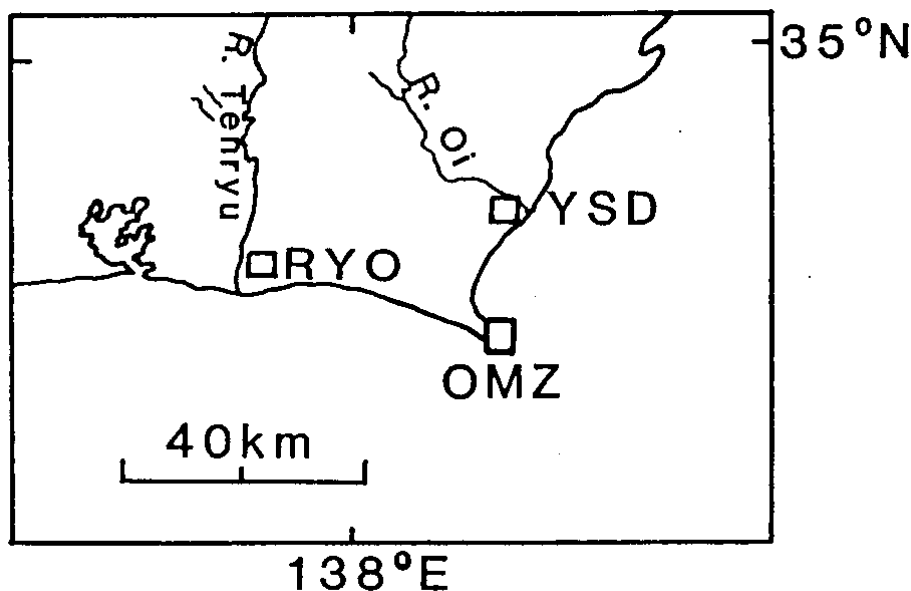 35°N
R. Tenryu
R. Oi
YSD
RYO
OMZ
40km
138°E